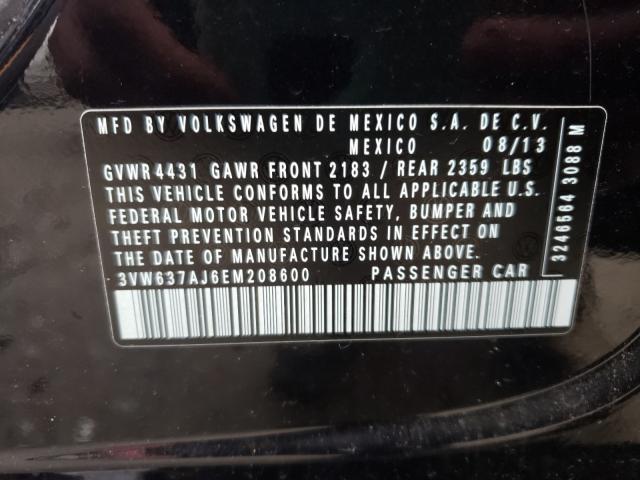 MFD BY VOLKSWAGEN DE MEXICO S.A. DE C.V.
MEXICO 08/13
GVWR 4431 GAWR FRONT 2183 / REAR 2359 LBS
THIS VEHICLE CONFORMS TO ALL APPLICABLE U.S.
FEDERAL MOTOR VEHICLE SAFETY, BUMPER AND
THEFT PREVENTION STANDARDS IN EFFECT ON
THE DATE OF MANUFACTURE SHOWN ABOVE.
3VW637AJ6EM208600 PASSENGER CAR
3246564 3088 M